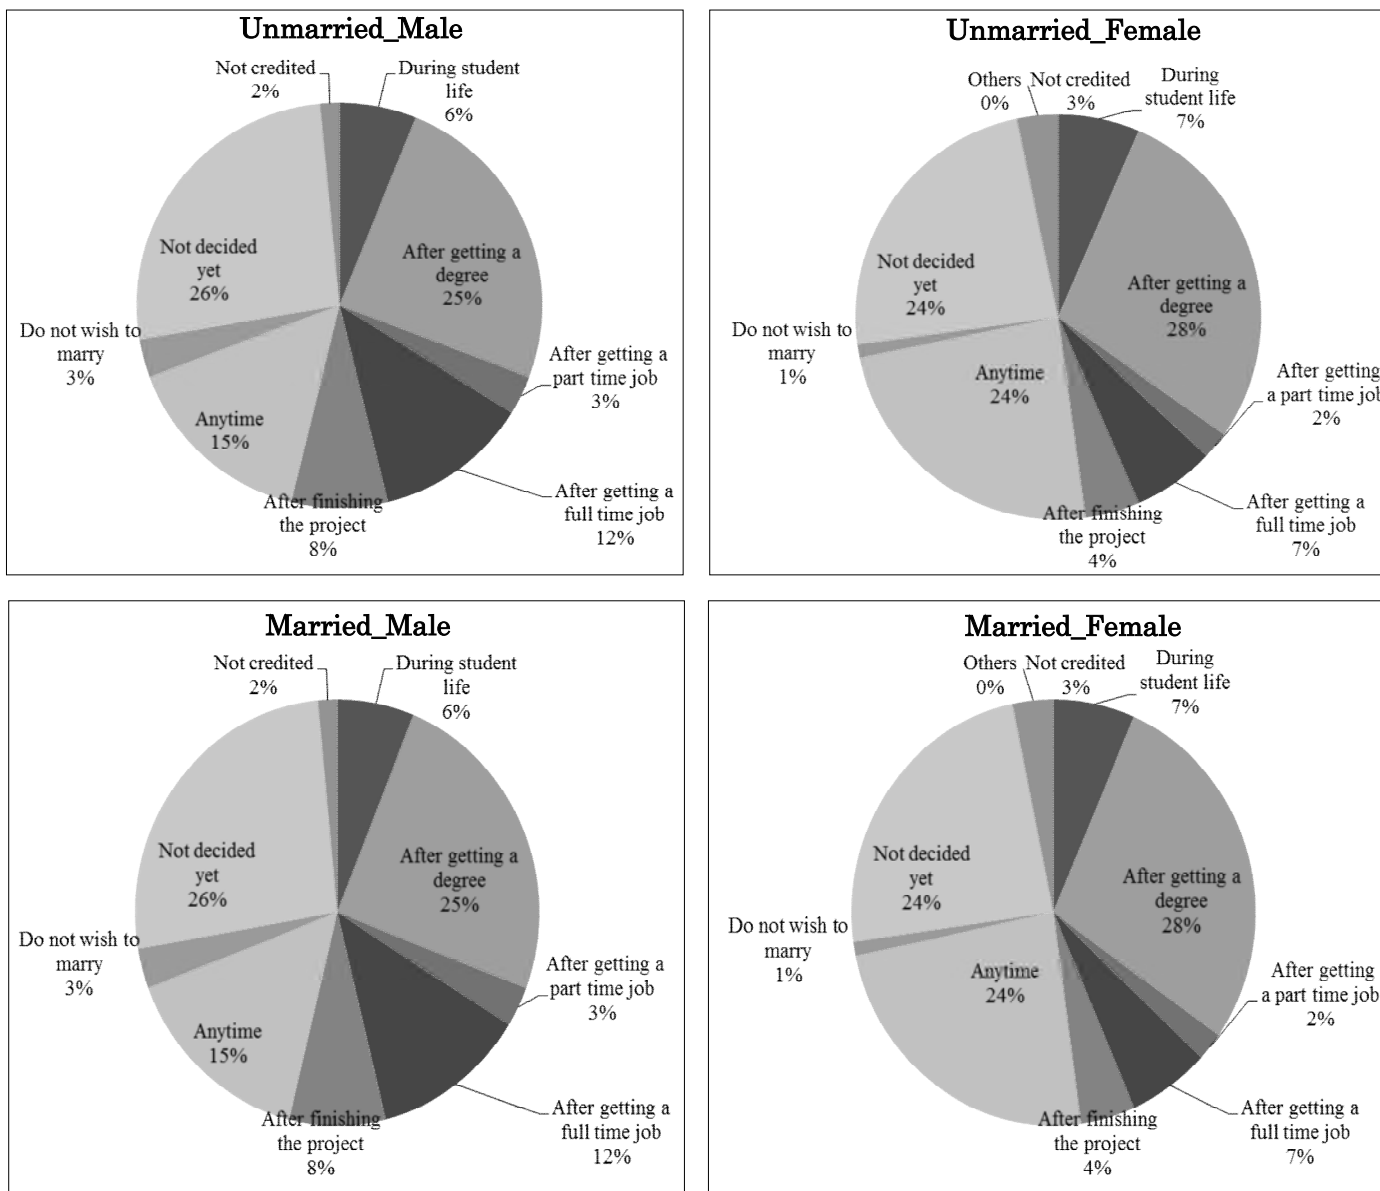 Unmarried_Male
Not credited
2%
During student
life
6%
After getting a
degree
25%
After getting a
part time job
3%
After getting a
full time job
12%
After finishing
the project
8%
Anytime
15%
Do not wish to
marry
3%
Not decided
yet
26%
Unmarried_Female
Others
0%
Not credited
3%
During
student life
7%
After getting a
degree
28%
After getting
a part time job
2%
After getting a
full time job
7%
After finishing
the project
4%
Anytime
24%
Do not wish to
marry
1%
Not decided
yet
24%
Married_Male
Not credited
2%
During student
life
6%
After getting a
degree
25%
After getting a
part time job
3%
After getting a
full time job
12%
After finishing
the project
8%
Anytime
15%
Do not wish to
marry
3%
Not decided
yet
26%
Married_Female
Others
0%
Not credited
3%
During
student life
7%
After getting a
degree
28%
After getting
a part time job
2%
After getting a
full time job
7%
After finishing
the project
4%
Anytime
24%
Do not wish to
marry
1%
Not decided
yet
24%